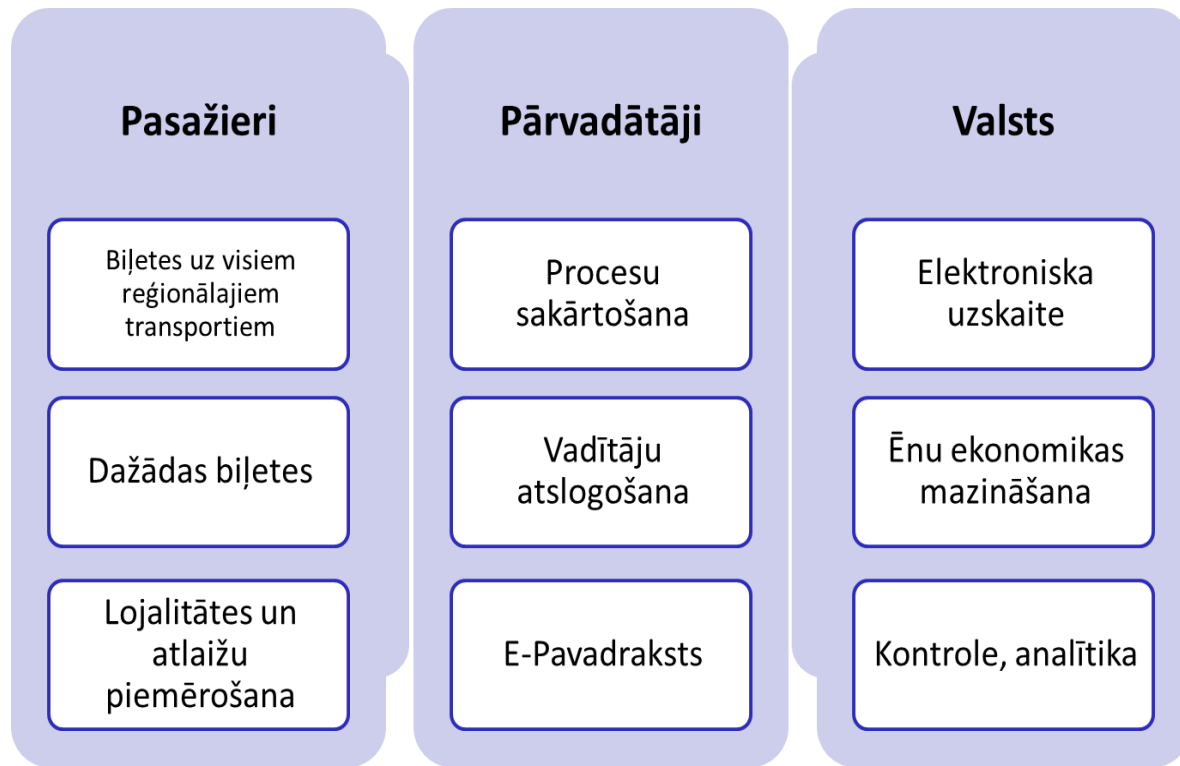 Pasažieri
Biļetes uz visiem
reģionālajiem
transportiem
Dažādas biļetes
Lojalitātes un
atlaižu
piemērošana
Pārvadātāji
Procesu
sakārtošana
Vadītāju
atslogošana
E-Pavadraksts
Valsts
Elektroniska
uzskaite
Ēnu ekonomikas
mazināšana
Kontrole, analītika